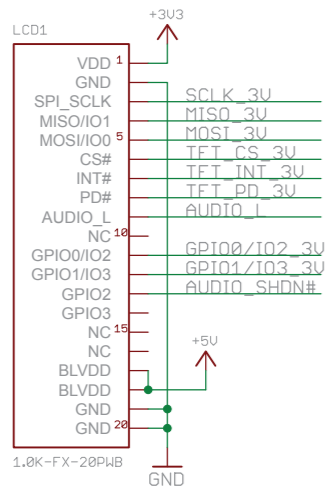 +3V3
LCD1
VDD 1
GND
SPI_SCLK SCLK_3V
MISO/IO1 MISO_3V
MOSI/IO0 5 MOSI_3V
CS# TFT_CS_3V
INT# TFT_INT_3V
PD# TFT_PD_3V
AUDIO_L AUDIO_L
NC 10
GPIO0/IO2 GPIO0/IO2_3V
GPIO1/IO3 GPIO1/IO3_3V
GPIO2 AUDIO_SHDN#
GPIO3
NC 15
NC
+5V
BLVDD
BLVDD
GND
GND 20
1.0K-FX-20PWB
GND